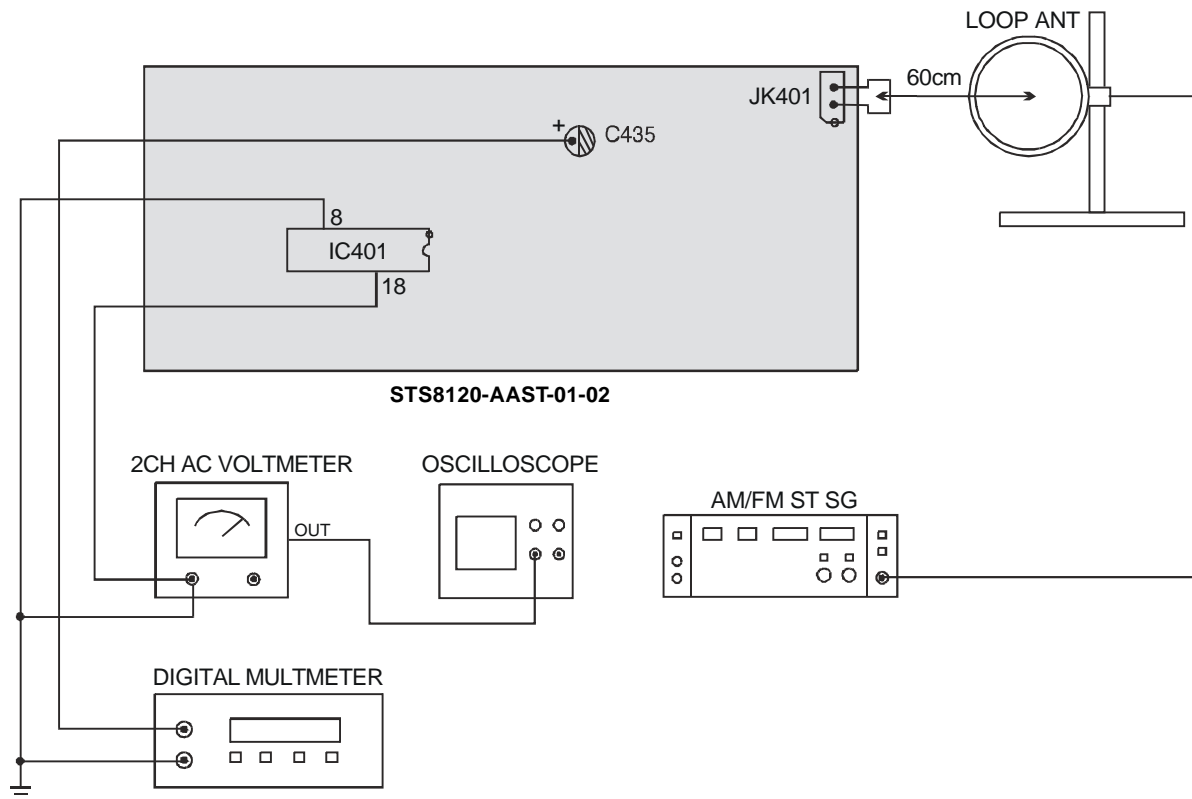 LOOP ANT
60cm
JK401
+
C435
8
IC401
18
STS8120-AAST-01-02
2CH AC VOLTMETER
OSCILLOSCOPE
AM/FM ST SG
OUT
DIGITAL MULTMETER